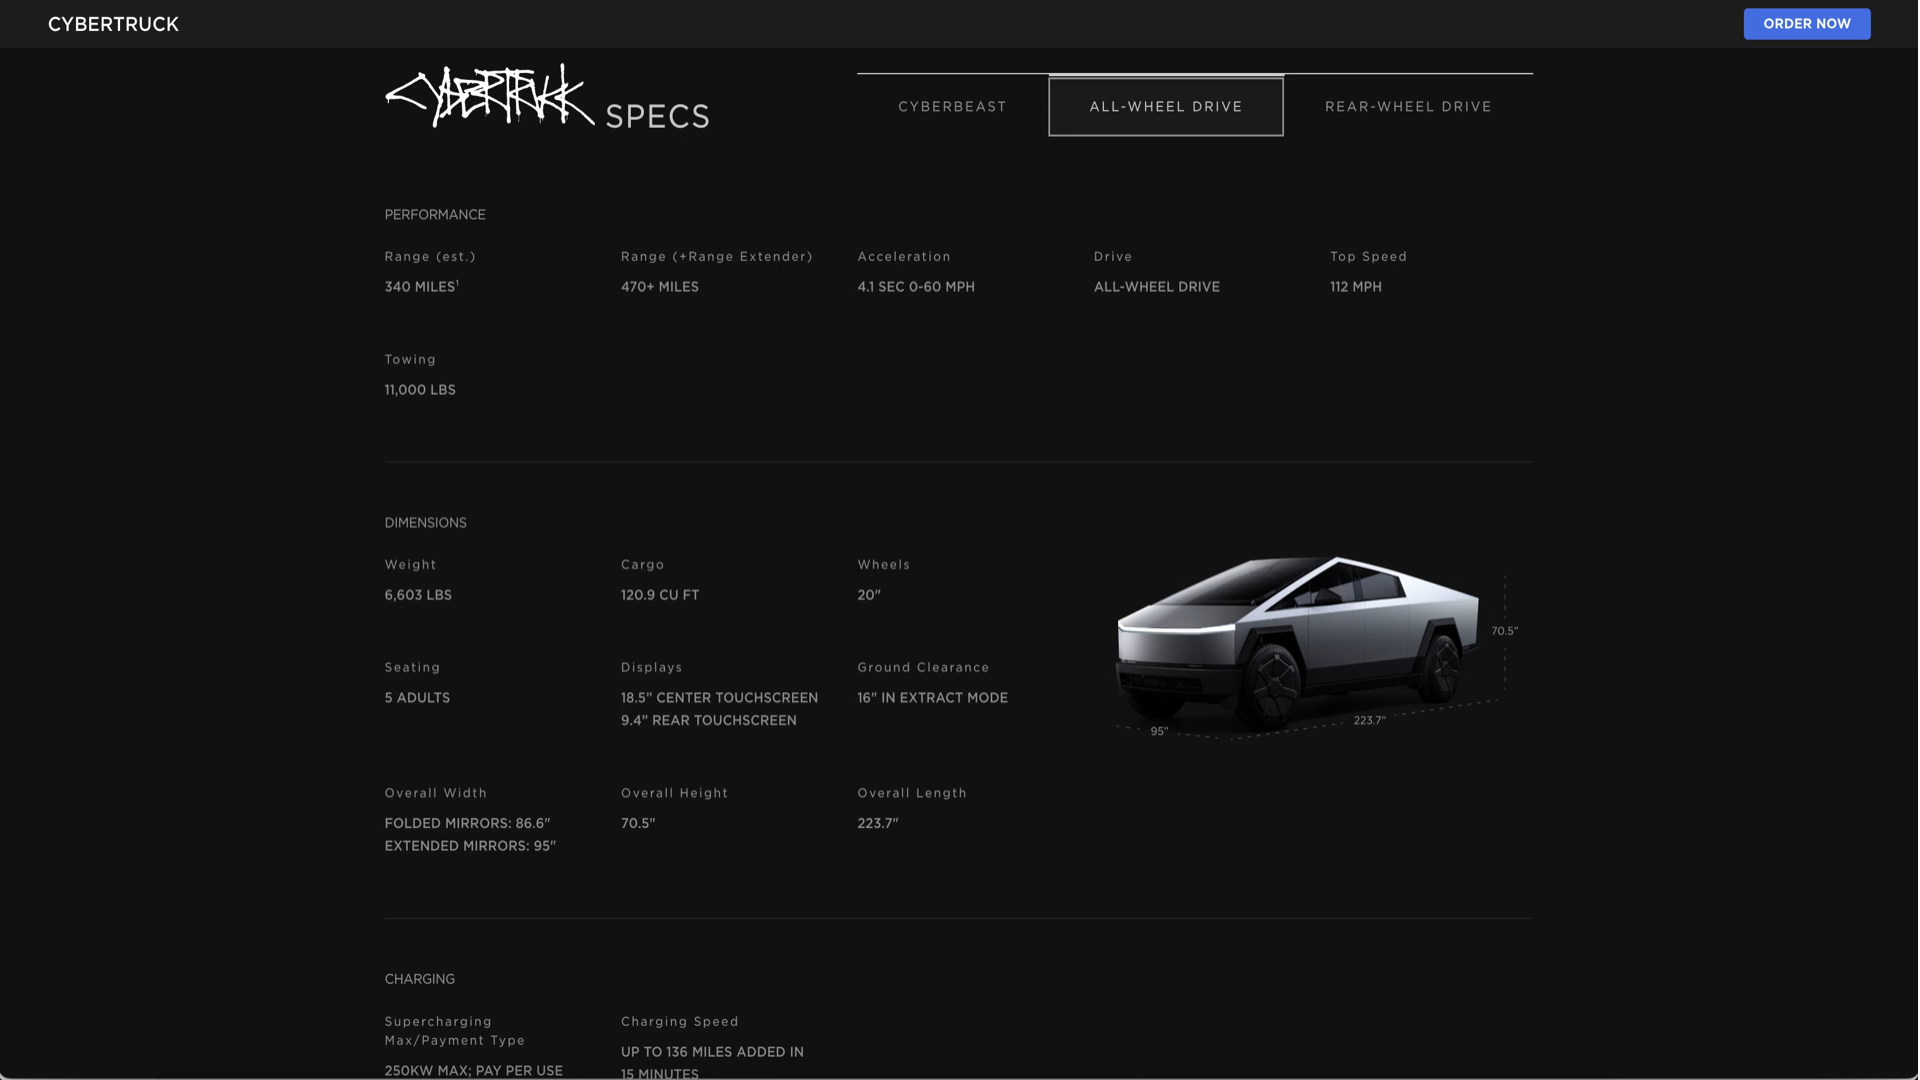 CYBERTRUCK
ORDER NOW
CYBERTRUCK SPECS
CYBERBEAST
ALL-WHEEL DRIVE
REAR-WHEEL DRIVE
PERFORMANCE
Range (est.)
340 MILES¹
Range (+Range Extender)
470+ MILES
Acceleration
4.1 SEC 0-60 MPH
Drive
ALL-WHEEL DRIVE
Top Speed
112 MPH
Towing
11,000 LBS
DIMENSIONS
Weight
6,603 LBS
Cargo
120.9 CU FT
Wheels
20"
Seating
5 ADULTS
Displays
18.5” CENTER TOUCHSCREEN
9.4” REAR TOUCHSCREEN
Ground Clearance
16" IN EXTRACT MODE
Overall Width
FOLDED MIRRORS: 86.6"
EXTENDED MIRRORS: 95"
Overall Height
70.5"
Overall Length
223.7"
70.5"
223.7"
95"
CHARGING
Supercharging
Max/Payment Type
250KW MAX; PAY PER USE
Charging Speed
UP TO 136 MILES ADDED IN
15 MINUTES